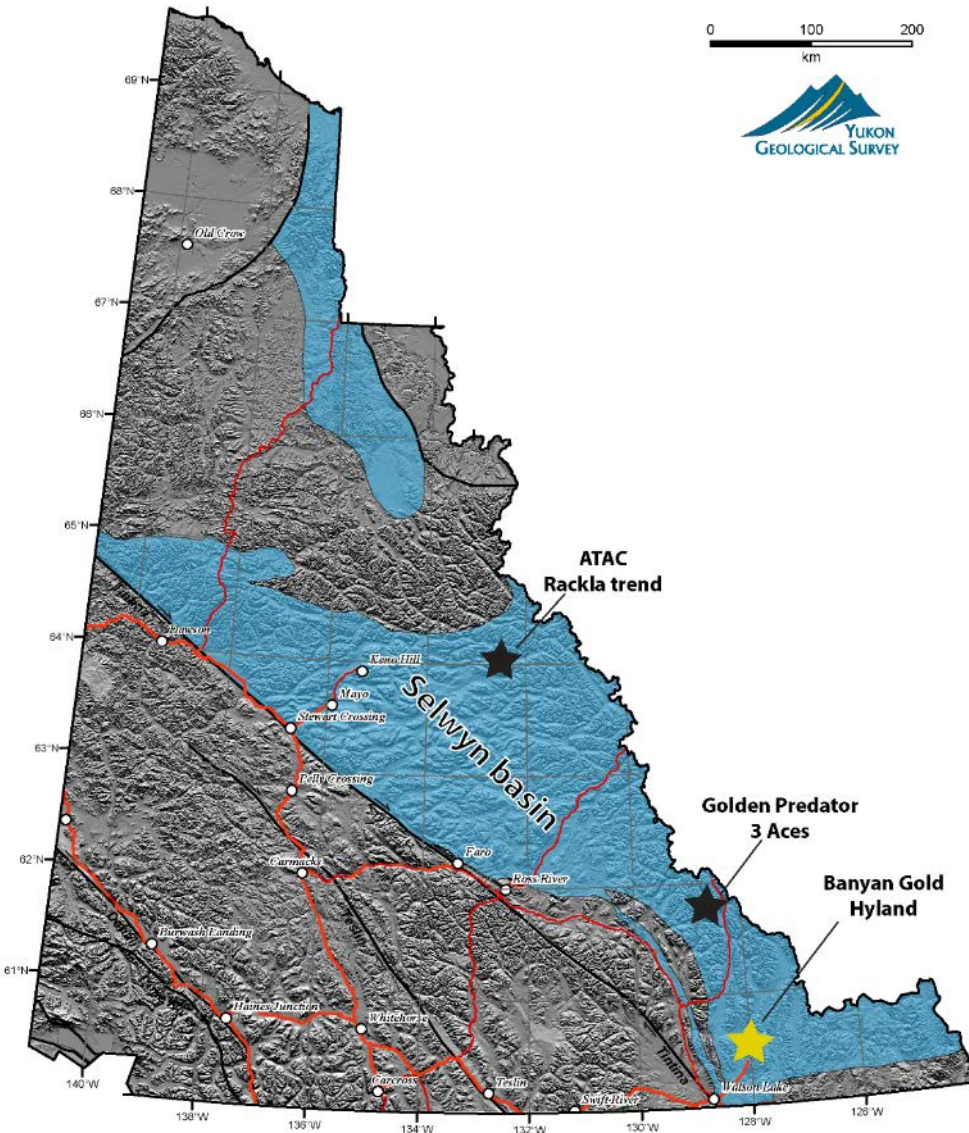 0 100 200
km
YUKON
GEOLOGICAL SURVEY
69°N
68°N
Old Crow
67°N
66°N
65°N
ATAC
Rackla trend
64°N
Dawson
Keno Hill
Mayo
Selwyn basin
Stewart Crossing
63°N
Pelly Crossing
Golden Predator
3 Aces
62°N
Faro
Carmacks
Ross River
Banyan Gold
Hyland
Burwash Landing
61°N
Haines Junction
Whitehorse
Tintina
Watson Lake
Teslin
Carcross
Swift River
140°W
138°W
136°W
134°W
132°W
130°W
128°W
126°W